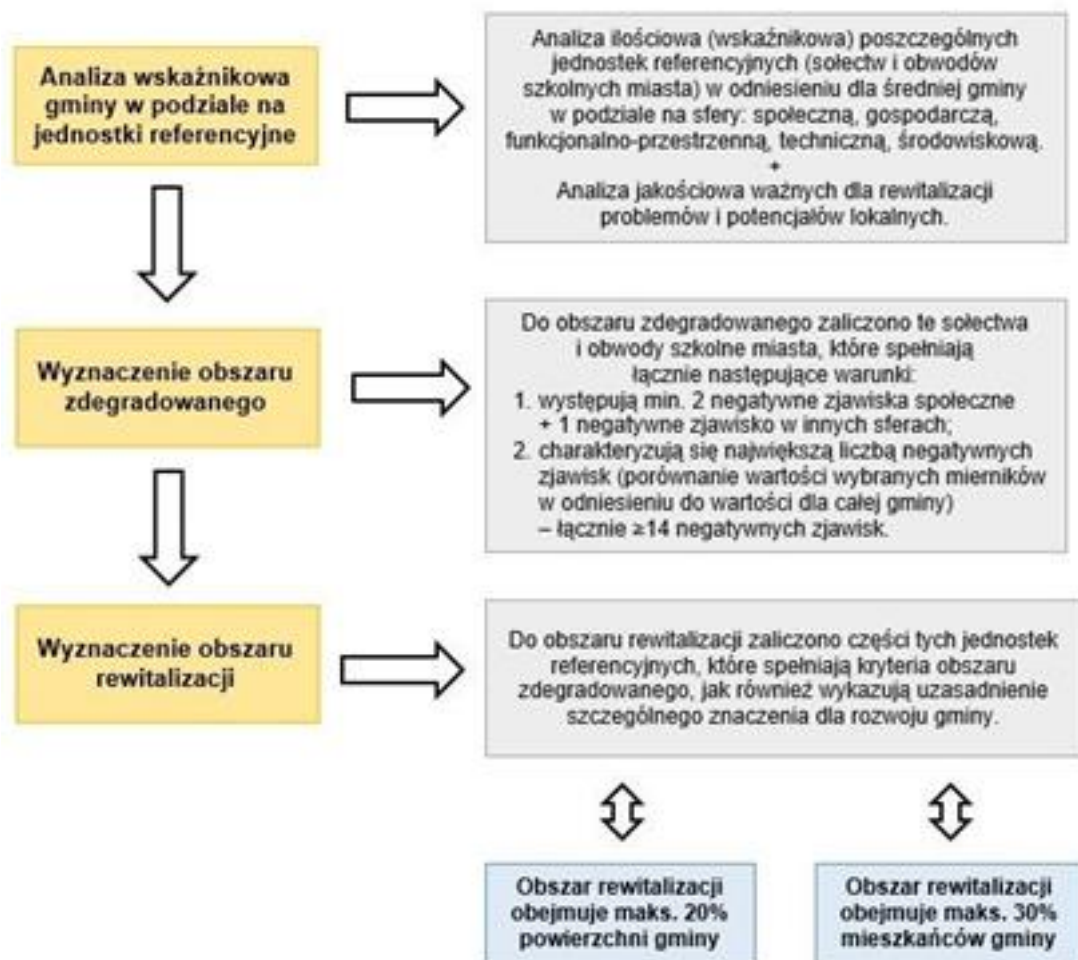 Analiza wskaźnikowa
gminy w podziale na
jednostki referencyjne
Analiza ilościowa (wskaźnikowa) poszczególnych
jednostek referencyjnych (sołectw i obwodów
szkolnych miasta) w odniesieniu dla średniej gminy
w podziale na sfery: społeczną, gospodarczą,
funkcjonalno-przestrzenną, techniczną, środowiskową.
+
Analiza jakościowa ważnych dla rewitalizacji
problemów i potencjałów lokalnych.
Wyznaczenie obszaru
zdegradowanego
Do obszaru zdegradowanego zaliczono te sołectwa
i obwody szkolne miasta, które spełniają
łącznie następujące warunki:
1. występują min. 2 negatywne zjawiska społeczne
+ 1 negatywne zjawisko w innych sferach;
2. charakteryzują się największą liczbą negatywnych
zjawisk (porównanie wartości wybranych mierników
w odniesieniu do wartości dla całej gminy)
– łącznie ≥14 negatywnych zjawisk.
Wyznaczenie obszaru
rewitalizacji
Do obszaru rewitalizacji zaliczono części tych jednostek
referencyjnych, które spełniają kryteria obszaru
zdegradowanego, jak również wykazują uzasadnienie
szczególnego znaczenia dla rozwoju gminy.
Obszar rewitalizacji
obejmuje maks. 20%
powierzchni gminy
Obszar rewitalizacji
obejmuje maks. 30%
mieszkańców gminy